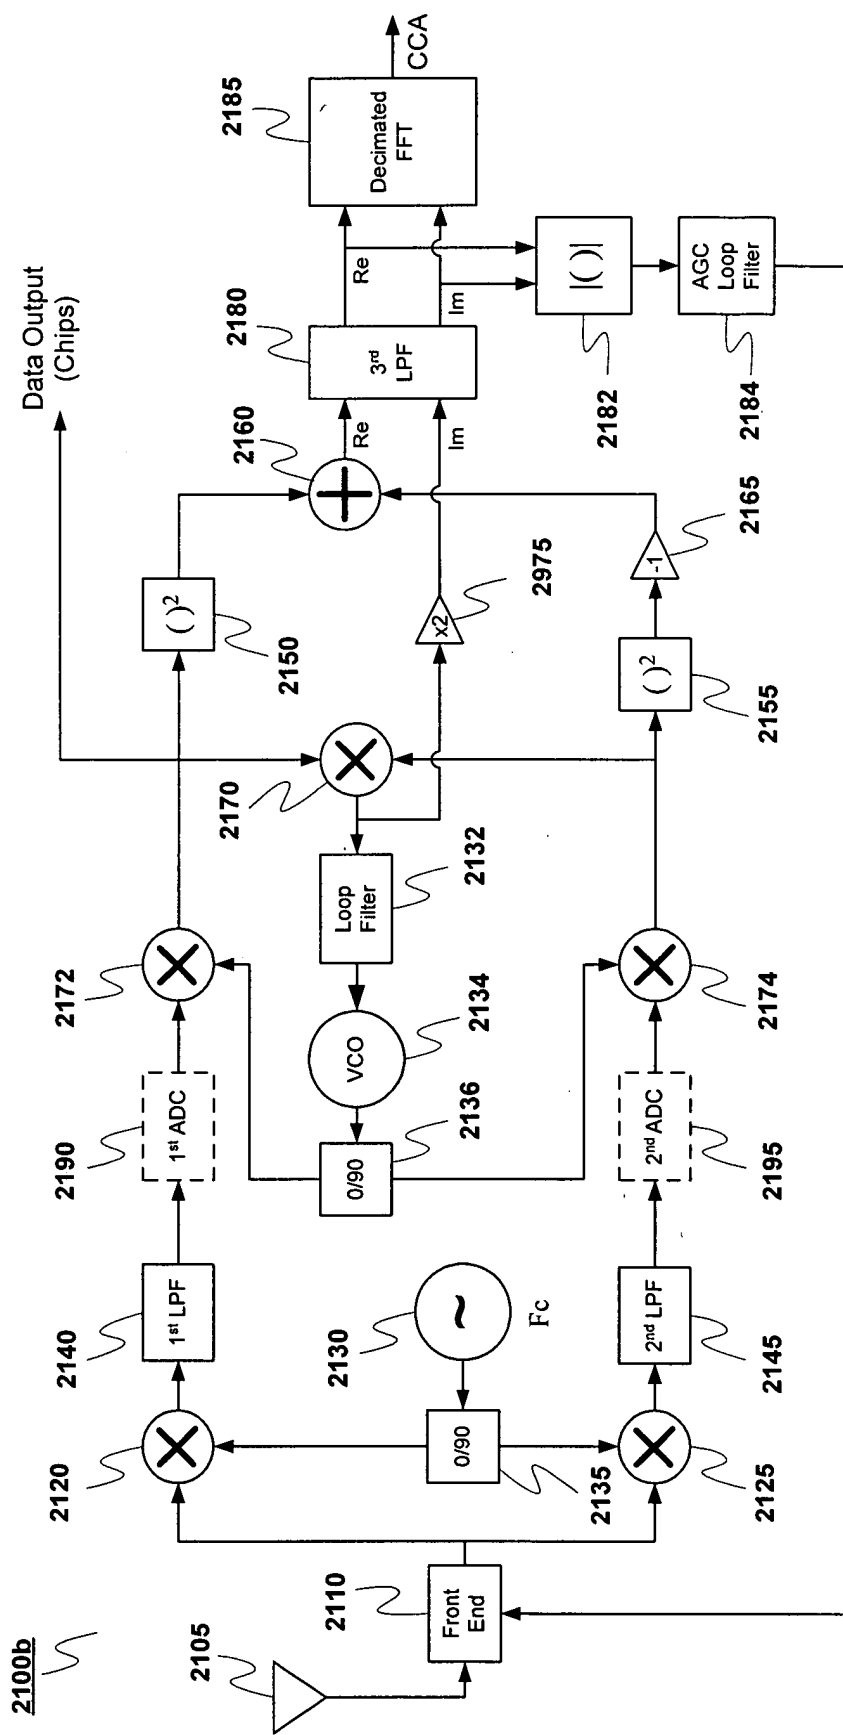 2100b
2105
2110
Front
End
2120
2125
2130
Fc
~
2135
0/90
2140
1st LPF
2145
2nd LPF
2190
1st ADC
2195
2nd ADC
2136
0/90
2134
VCO
2132
Loop
Filter
2172
2174
2170
2150
( )²
2155
( )²
2975
x2
2165
-1
2160
Re
Im
2180
3rd
LPF
Re
Im
2182
|( )|
2184
AGC
Loop
Filter
2185
Decimated
FFT
CCA
Data Output
(Chips)